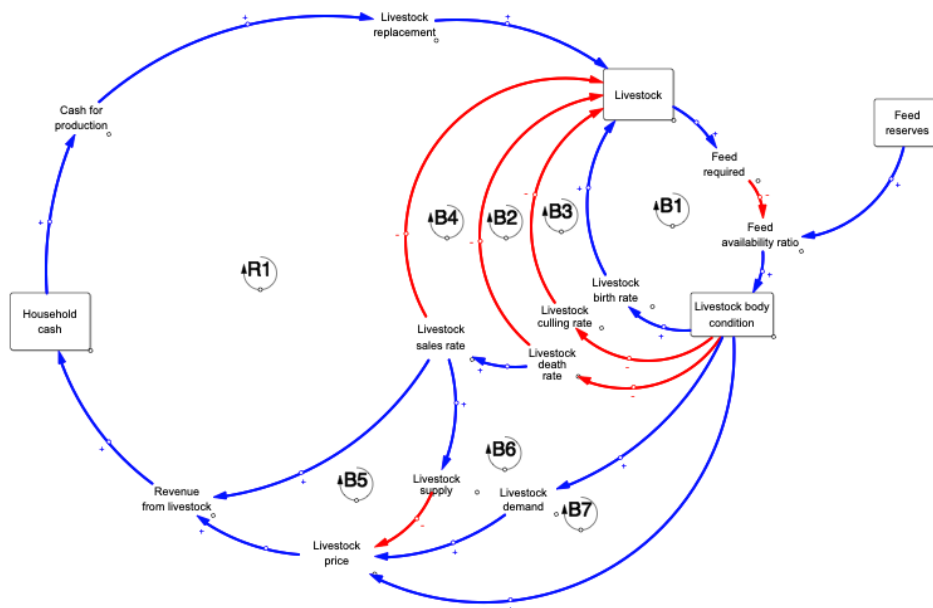 Livestock
replacement
+
+
Livestock
Cash for
production
Feed
reserves
+
Feed
required
-
-
+
+
B4
B2
B3
B1
+
-
-
Feed
availability ratio
R1
+
Livestock
birth rate
Household
cash
Livestock body
condition
Livestock
culling rate
Livestock
sales rate
+
Livestock
death
rate
+
-
-
+
B6
+
+
+
B5
Livestock
supply
Revenue
from livestock
Livestock
demand
B7
-
+
Livestock
price
+
+
+